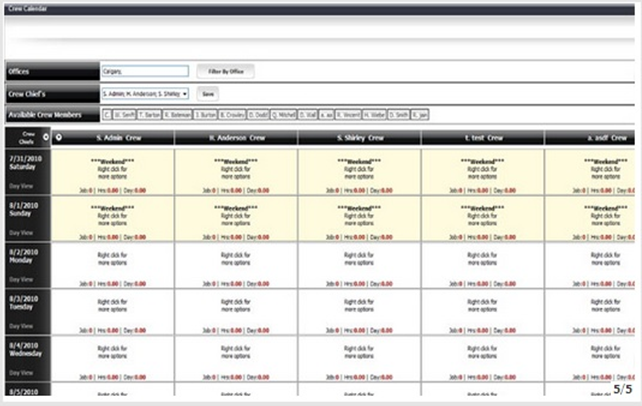 Crew Calendar
Offices Calgary, Filter By Office
Crew Chief's S. Admin; H. Anderson; S. Shirley Save
Available Crew Members C. W. Swift T. Barton R. Bateman J. Burton B. Crowley D. Dodd Q. Mitchell D. Wall a. as R. Vincent H. Webar D. Smith R. jain
Crew Chiefs S. Admin Crew H. Anderson Crew S. Shirley Crew t. test Crew a. asdf Crew
7/31/2010 Saturday Day View
***Weekend*** ***Weekend*** ***Weekend*** ***Weekend*** ***Weekend***
Right click for Right click for Right click for Right click for Right click for
more options more options more options more options more options
Job:0 | Hrs:0.00 | Day:0.00 Job:0 | Hrs:0.00 | Day:0.00 Job:0 | Hrs:0.00 | Day:0.00 Job:0 | Hrs:0.00 | Day:0.00 Job:0 | Hrs:0.00 | Day:0.00
8/1/2010 Sunday Day View
***Weekend*** ***Weekend*** ***Weekend*** ***Weekend*** ***Weekend***
Right click for Right click for Right click for Right click for Right click for
more options more options more options more options more options
Job:0 | Hrs:0.00 | Day:0.00 Job:0 | Hrs:0.00 | Day:0.00 Job:0 | Hrs:0.00 | Day:0.00 Job:0 | Hrs:0.00 | Day:0.00 Job:0 | Hrs:0.00 | Day:0.00
8/2/2010 Monday Day View
Right click for Right click for Right click for Right click for Right click for
more options more options more options more options more options
Job:0 | Hrs:0.00 | Day:0.00 Job:0 | Hrs:0.00 | Day:0.00 Job:0 | Hrs:0.00 | Day:0.00 Job:0 | Hrs:0.00 | Day:0.00 Job:0 | Hrs:0.00 | Day:0.00
8/3/2010 Tuesday Day View
Right click for Right click for Right click for Right click for Right click for
more options more options more options more options more options
Job:0 | Hrs:0.00 | Day:0.00 Job:0 | Hrs:0.00 | Day:0.00 Job:0 | Hrs:0.00 | Day:0.00 Job:0 | Hrs:0.00 | Day:0.00 Job:0 | Hrs:0.00 | Day:0.00
8/4/2010 Wednesday Day View
Right click for Right click for Right click for Right click for Right click for
more options more options more options more options more options
Job:0 | Hrs:0.00 | Day:0.00 Job:0 | Hrs:0.00 | Day:0.00 Job:0 | Hrs:0.00 | Day:0.00 Job:0 | Hrs:0.00 | Day:0.00 Job:0 | Hrs:0.00 | Day:0.00
8/5/2010
5/5